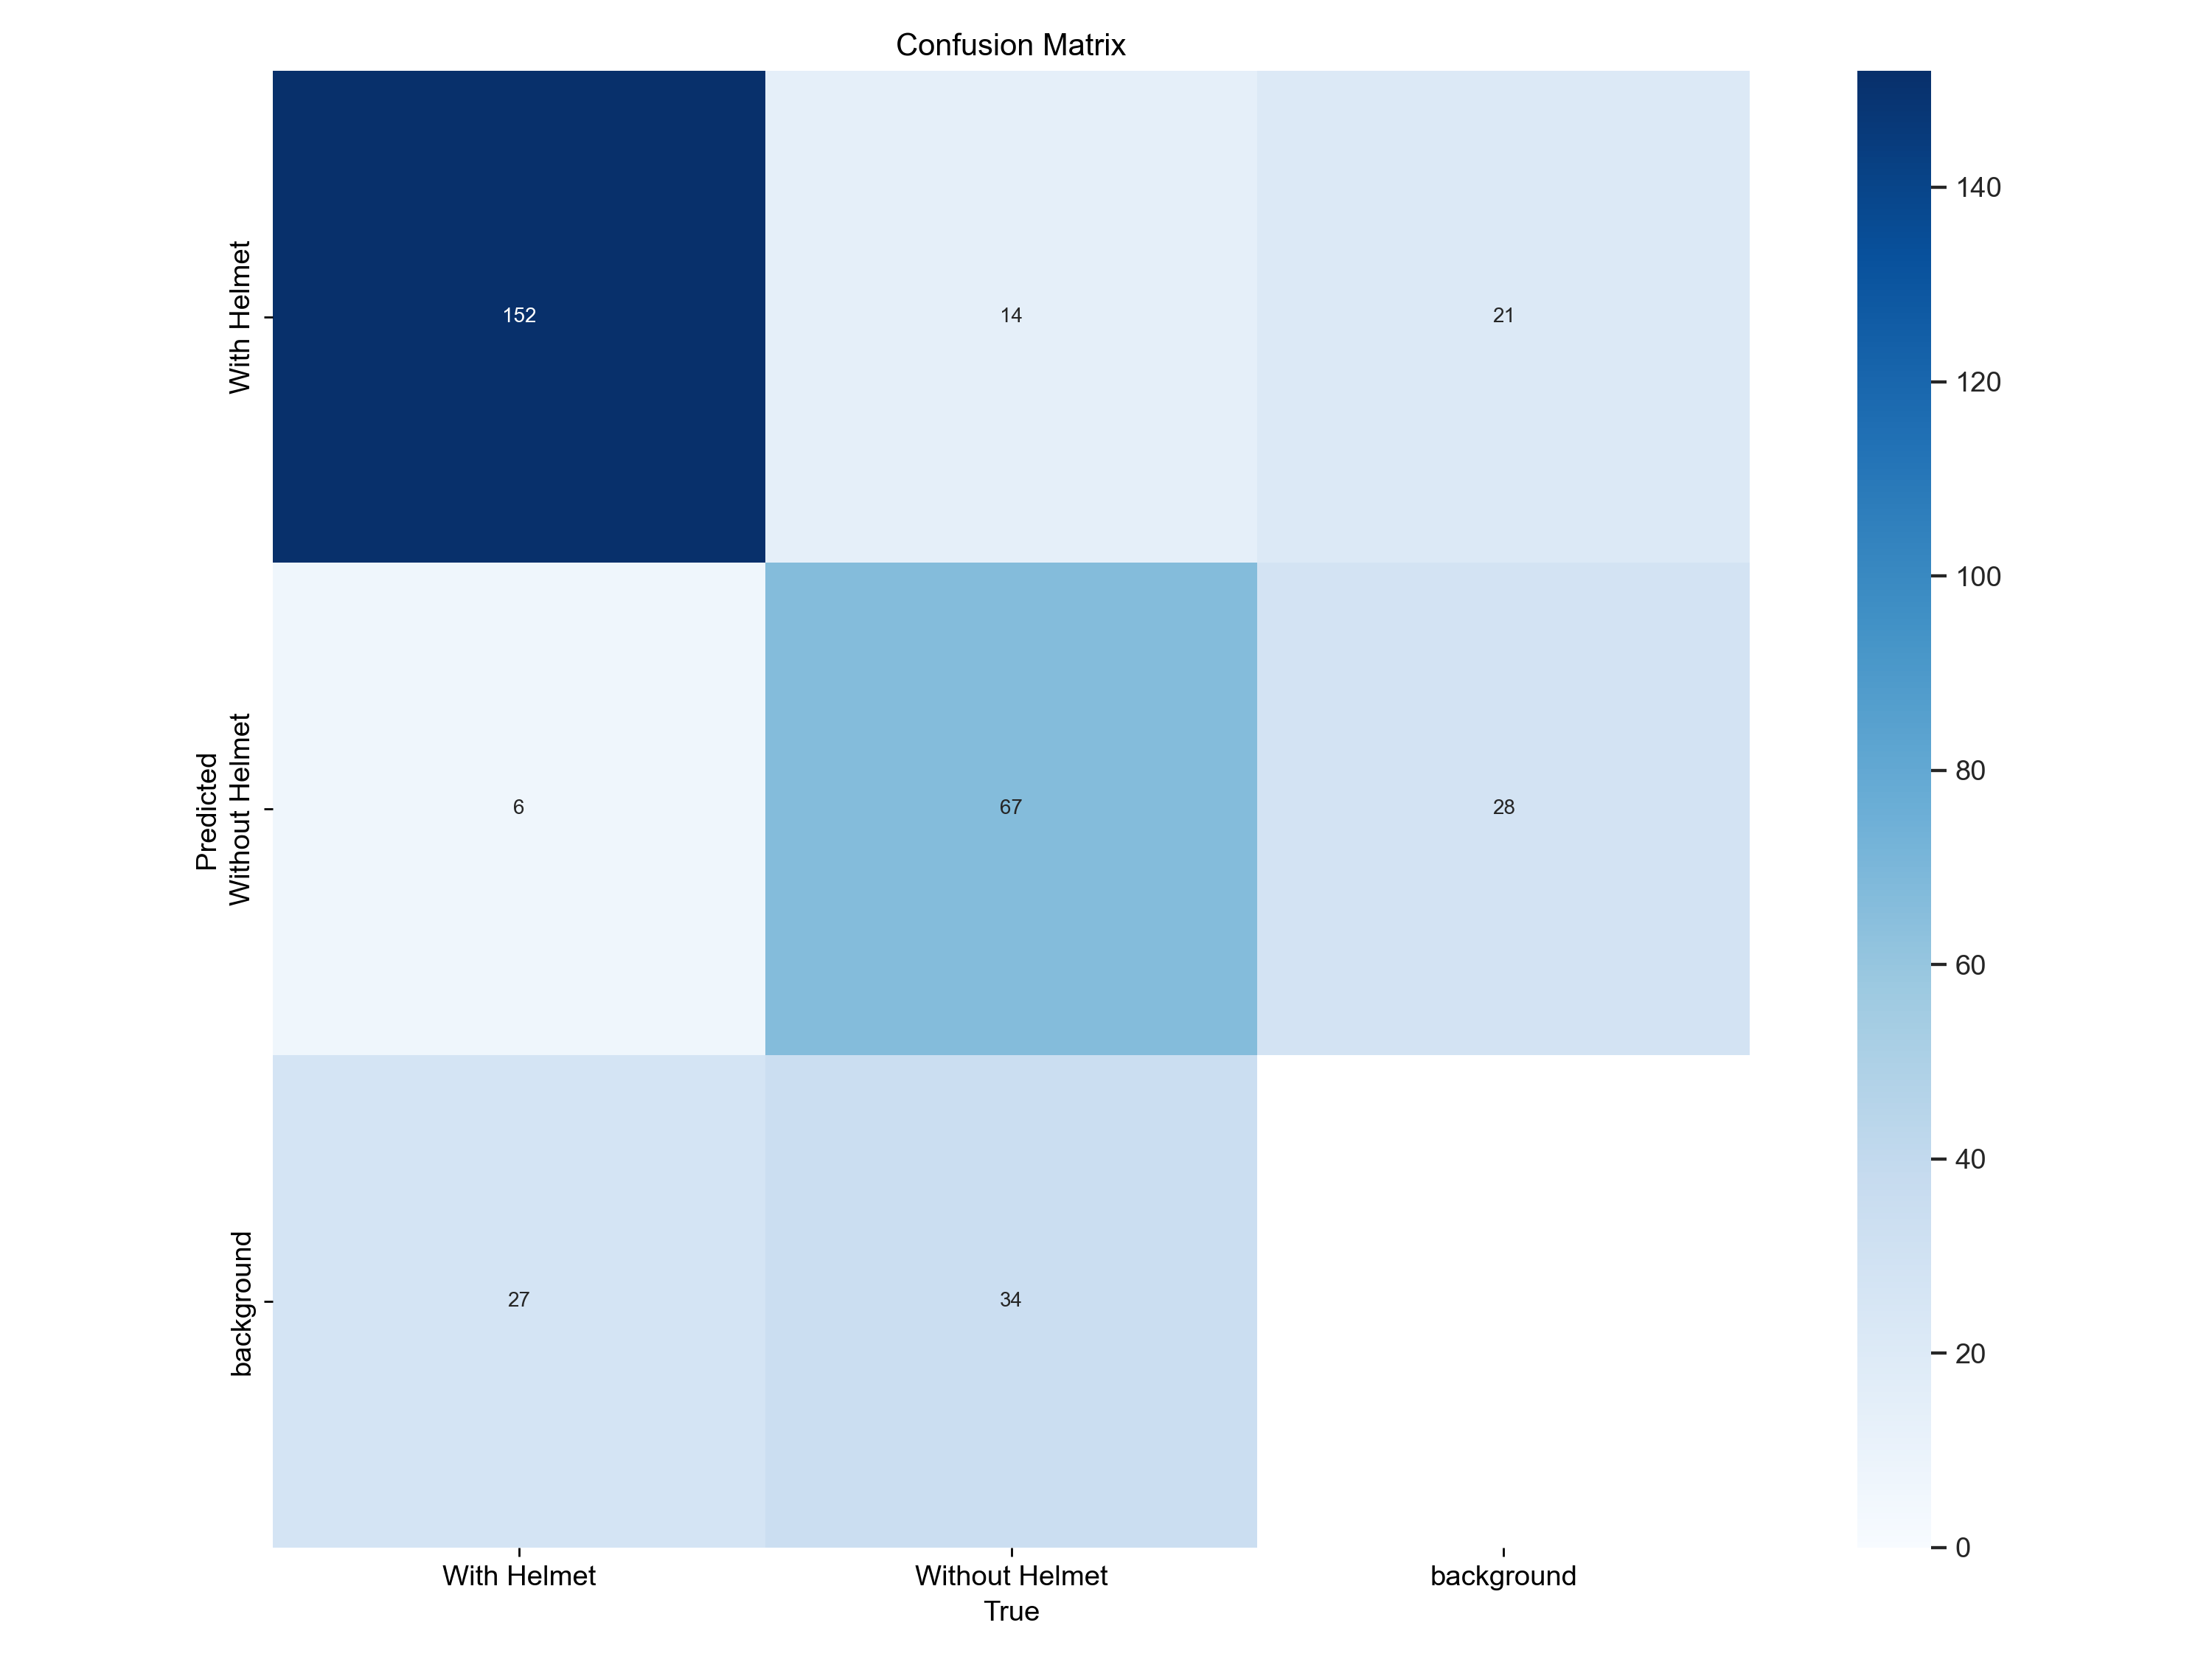 Confusion Matrix
With Helmet
152
14
21
Predicted
Without Helmet
6
67
28
background
27
34
With Helmet
Without Helmet
background
True
140
120
100
80
60
40
20
0